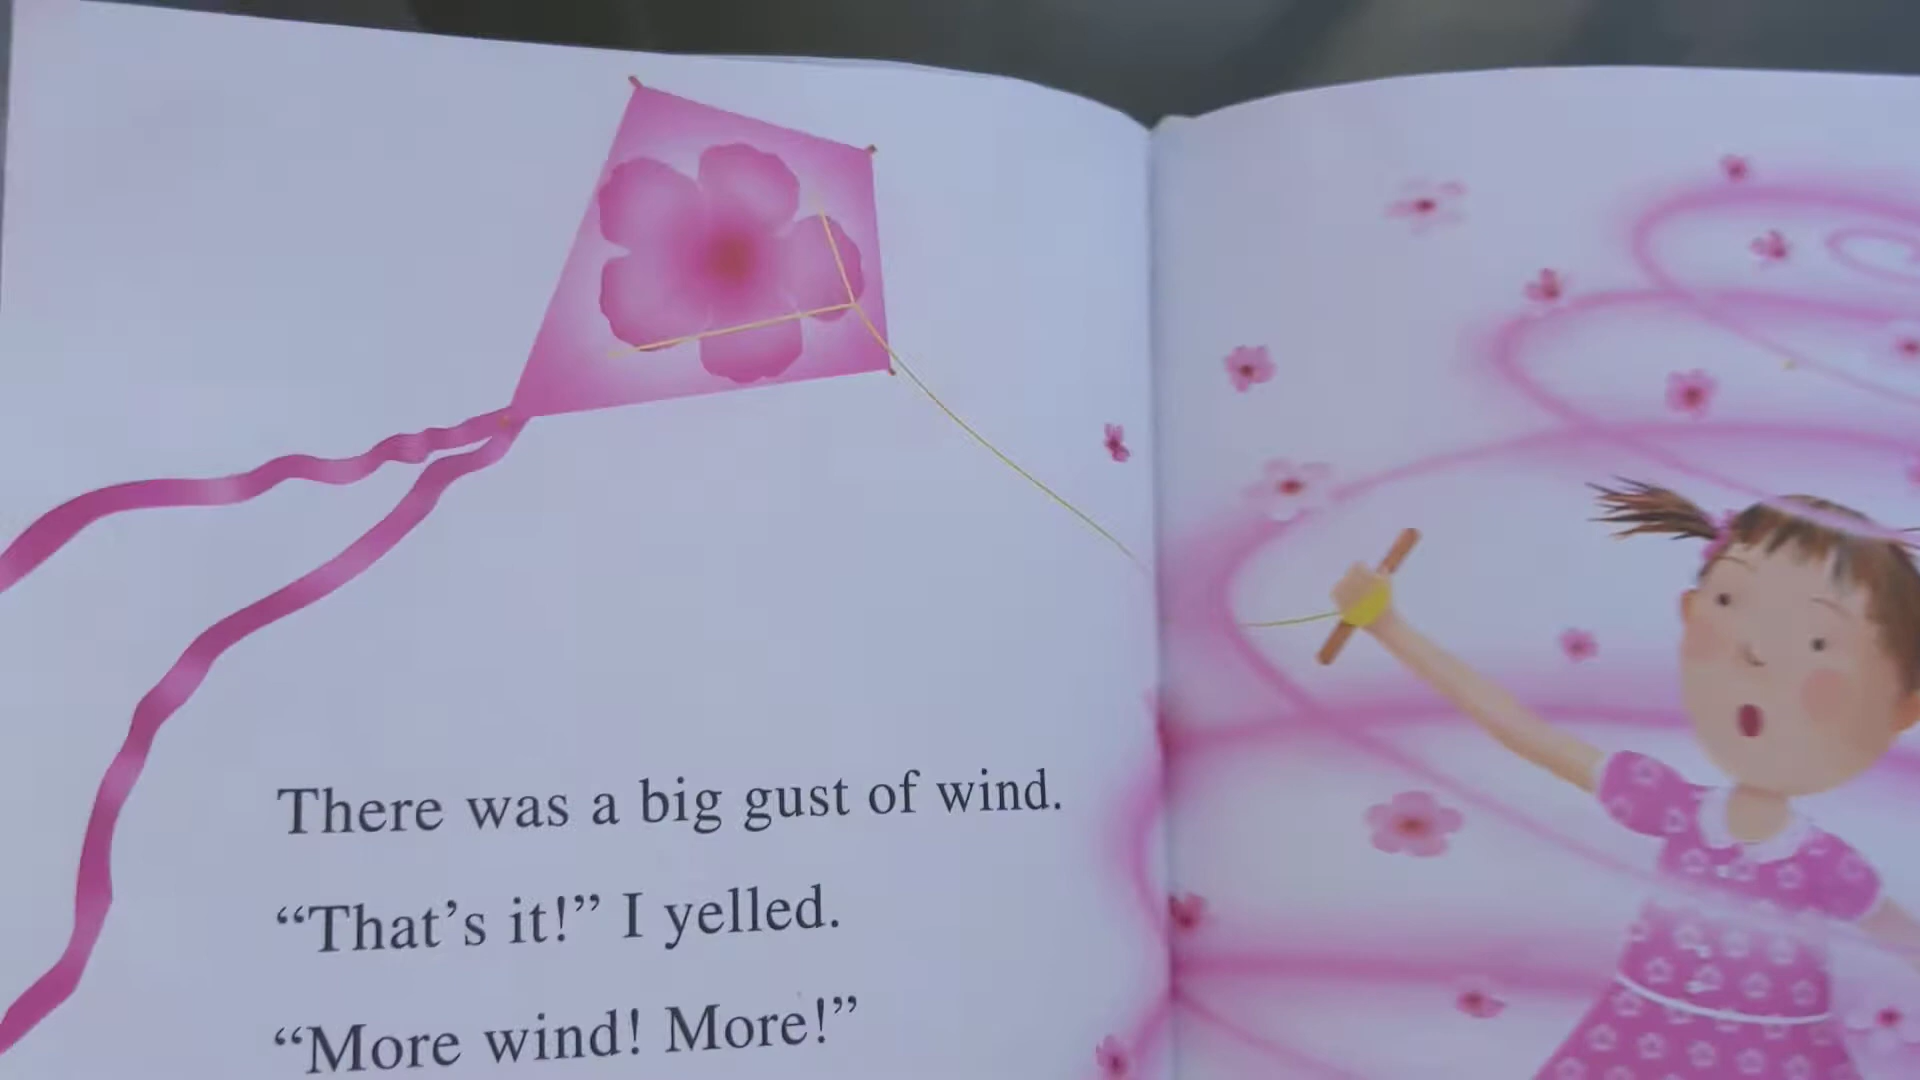 There was a big gust of wind.
“That’s it!” I yelled.
“More wind! More!”